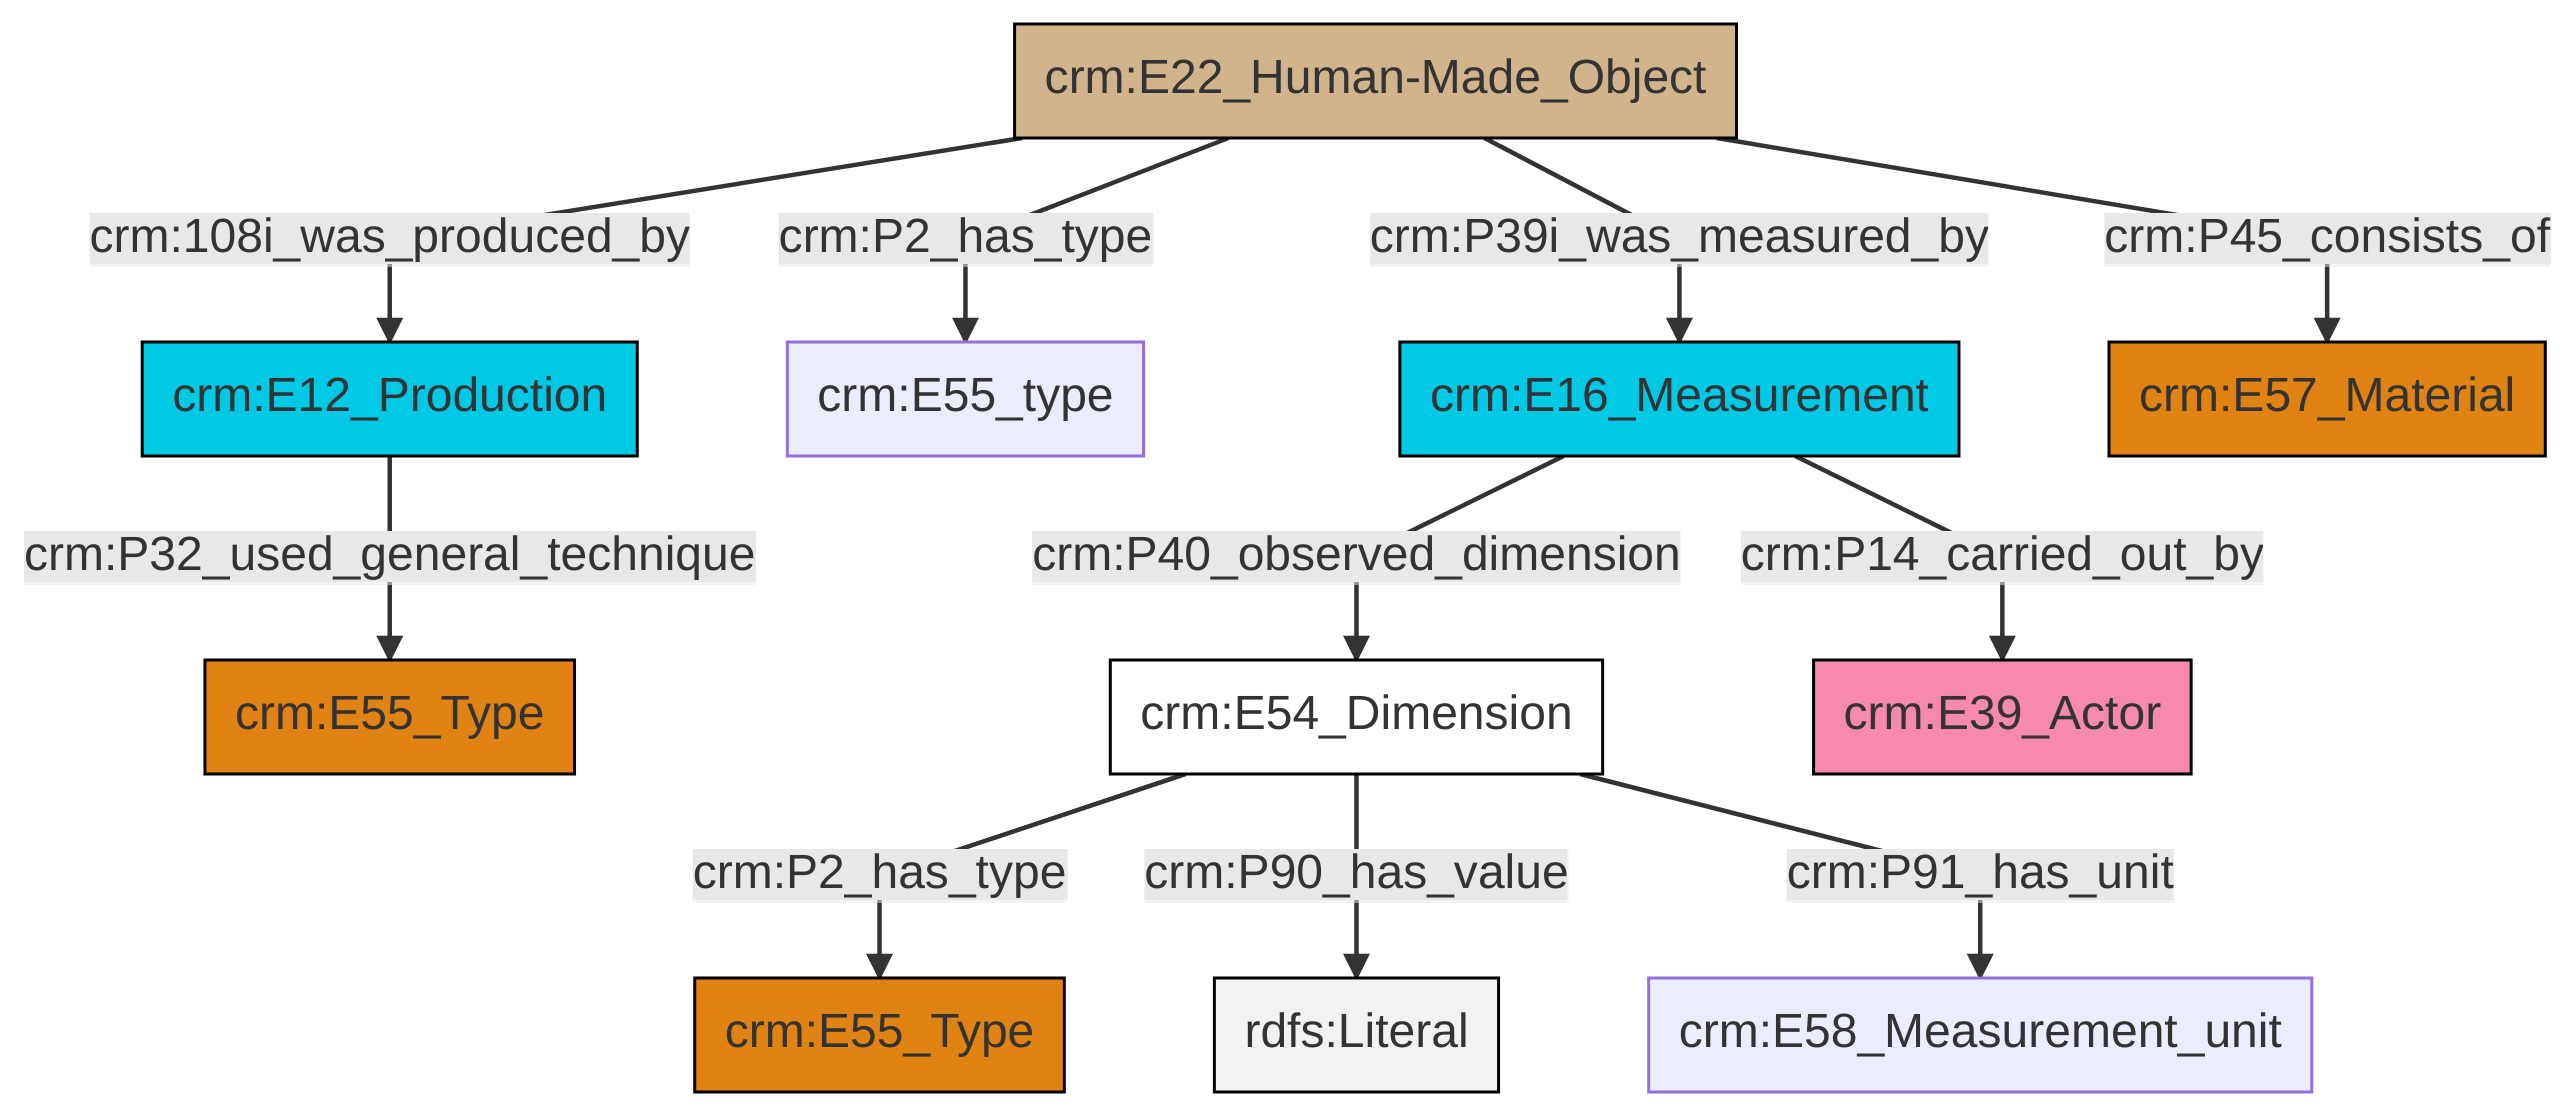 crm:E22_Human-Made_Object
crm:108i_was_produced_by
crm:P2_has_type
crm:P39i_was_measured_by
crm:P45_consists_of
crm:E12_Production
crm:E55_type
crm:E16_Measurement
crm:E57_Material
crm:P32_used_general_technique
crm:P40_observed_dimension
crm:P14_carried_out_by
crm:E55_Type
crm:E54_Dimension
crm:E39_Actor
crm:P2_has_type
crm:P90_has_value
crm:P91_has_unit
crm:E55_Type
rdfs:Literal
crm:E58_Measurement_unit